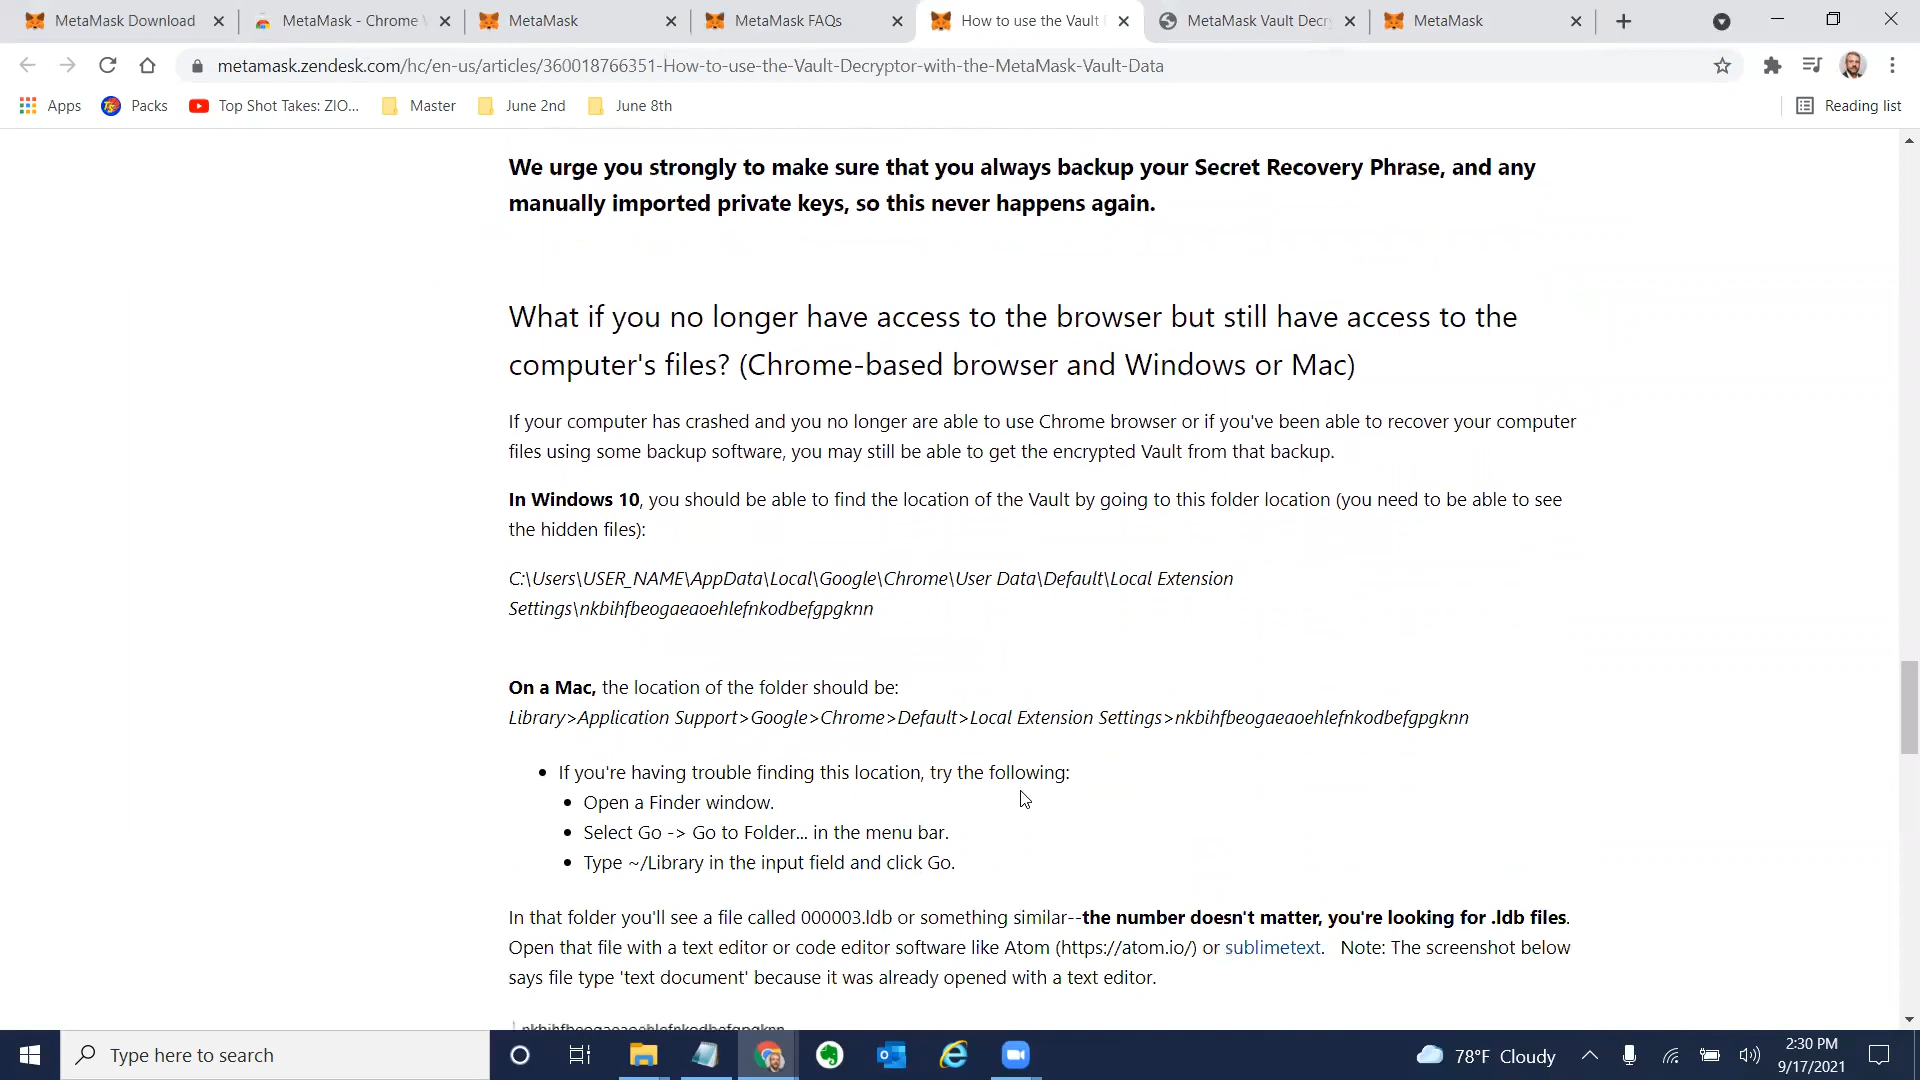 MetaMask Download
MetaMask - Chrome
MetaMask
MetaMask FAQs
How to use the Vault
MetaMask Vault Decry
MetaMask
metamask.zendesk.com/hc/en-us/articles/360018766351-How-to-use-the-Vault-Decryptor-with-the-MetaMask-Vault-Data
Apps
Packs
Top Shot Takes: ZIO...
Master
June 2nd
June 8th
Reading list
We urge you strongly to make sure that you always backup your Secret Recovery Phrase, and any
manually imported private keys, so this never happens again.
What if you no longer have access to the browser but still have access to the
computer's files? (Chrome-based browser and Windows or Mac)
If your computer has crashed and you no longer are able to use Chrome browser or if you've been able to recover your computer
files using some backup software, you may still be able to get the encrypted Vault from that backup.
In Windows 10, you should be able to find the location of the Vault by going to this folder location (you need to be able to see
the hidden files):
C:\Users\USER_NAME\AppData\Local\Google\Chrome\User Data\Default\Local Extension
Settings\nkbihfbeogaeaoehlefnkodbefgpgknn
On a Mac, the location of the folder should be:
Library>Application Support>Google>Chrome>Default>Local Extension Settings>nkbihfbeogaeaoehlefnkodbefgpgknn
• If you're having trouble finding this location, try the following:
• Open a Finder window.
• Select Go -> Go to Folder... in the menu bar.
• Type ~/Library in the input field and click Go.
In that folder you'll see a file called 000003.ldb or something similar--the number doesn't matter, you're looking for .ldb files.
Open that file with a text editor or code editor software like Atom (https://atom.io/) or sublimetext. Note: The screenshot below
says file type 'text document' because it was already opened with a text editor.
nkbihfbeogaeaoehlefnkodbefgpgknn
Type here to search
78°F Cloudy
2:30 PM
9/17/2021